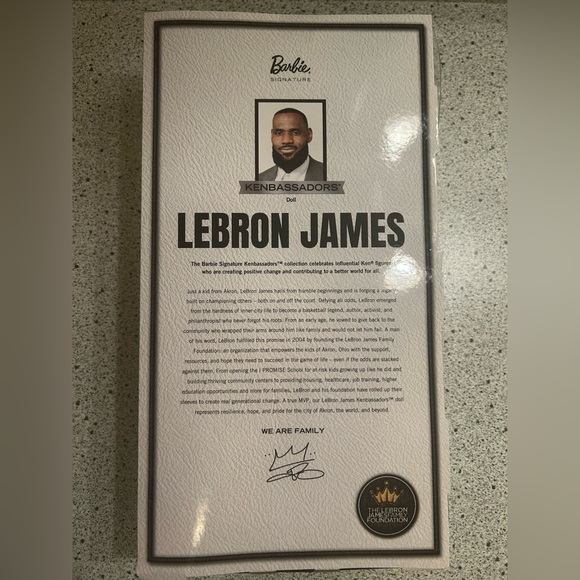 Barbie
SIGNATURE
KENBASSADORS™
Doll
LEBRON JAMES
The Barbie Signature Kenbassadors™ collection celebrates influential Ken® figures
who are creating positive change and contributing to a better world for all.
Just a kid from Akron, LeBron James hails from humble beginnings and is forging a legacy
built on championing others – both on and off the court. Defying all odds, LeBron emerged
from the hardness of inner-city life to become a basketball legend, author, activist, and
philanthropist who never forgot his roots. From an early age, he vowed to give back to the
community who wrapped their arms around him like family and would not let him fail. A man
of his word, LeBron fulfilled this promise in 2004 by founding the LeBron James Family
Foundation: an organization that empowers the kids of Akron, Ohio with the support,
resources, and hope they need to succeed in the game of life – even if the odds are stacked
against them. From opening the I PROMISE School for at-risk kids growing up like he did and
building thriving community centers to providing housing, healthcare, job training, higher
education opportunities and more for families, LeBron and his foundation have rolled up their
sleeves to create real generational change. A true MVP, our LeBron James Kenbassadors™ doll
represents resilience, hope, and pride for the city of Akron, the world, and beyond.
WE ARE FAMILY
THE LEBRON
JAMES FAMILY
FOUNDATION